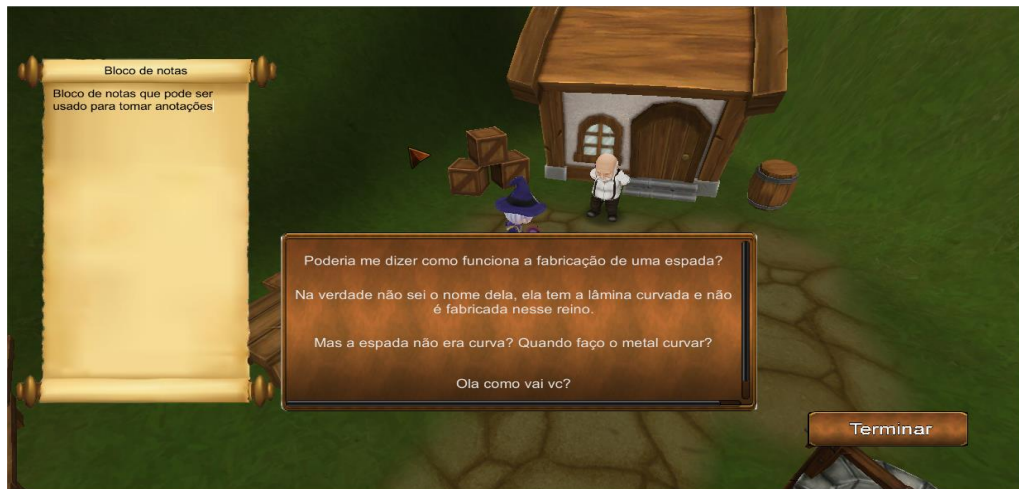 Bloco de notas
Bloco de notas que pode ser
usado para tomar anotações
Poderia me dizer como funciona a fabricação de uma espada?
Na verdade não sei o nome dela, ela tem a lâmina curvada e não
é fabricada nesse reino.
Mas a espada não era curva? Quando faço o metal curvar?
Ola como vai vc?
Terminar